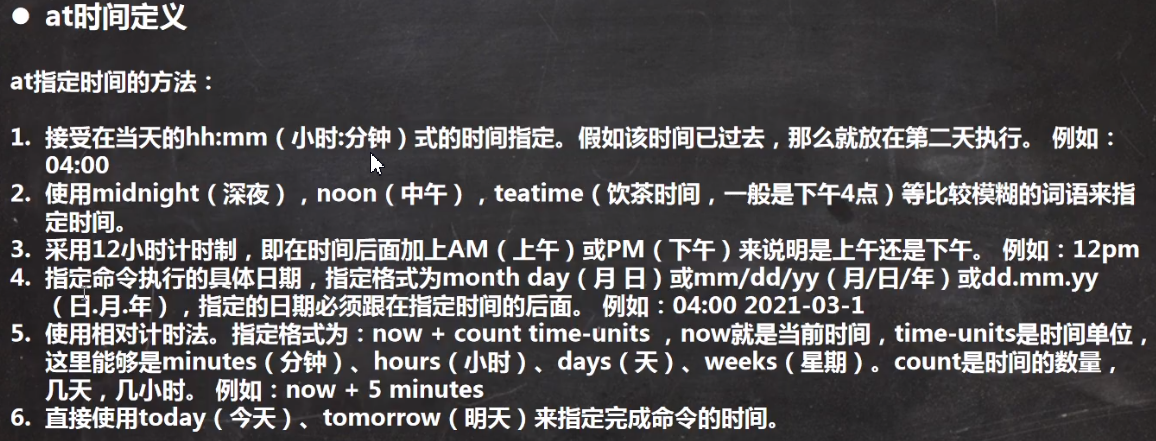 ● at时间定义
at指定时间的方法：
1. 接受在当天的hh:mm（小时:分钟）式的时间指定。假如该时间已过去，那么就放在第二天执行。 例如：
04:00
2. 使用midnight（深夜），noon（中午），teatime（饮茶时间，一般是下午4点）等比较模糊的词语来指
定时间。
3. 采用12小时计时制，即在时间后面加上AM（上午）或PM（下午）来说明是上午还是下午。 例如：12pm
4. 指定命令执行的具体日期，指定格式为month day（月 日）或mm/dd/yy（月/日/年）或dd.mm.yy
（日.月.年），指定的日期必须跟在指定时间的后面。 例如：04:00 2021-03-1
5. 使用相对计时法。指定格式为：now + count time-units ，now就是当前时间，time-units是时间单位，
这里能够是minutes（分钟）、hours（小时）、days（天）、weeks（星期）。count是时间的数量，
几天，几小时。 例如：now + 5 minutes
6. 直接使用today（今天）、tomorrow（明天）来指定完成命令的时间。